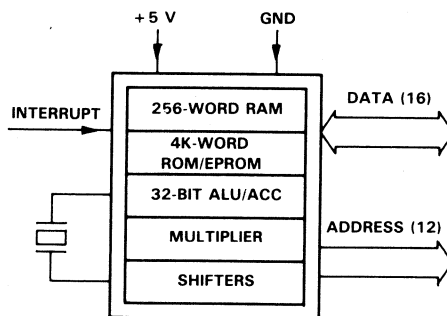 +5 V
GND
INTERRUPT
256-WORD RAM
4K-WORD
ROM/EPROM
32-BIT ALU/ACC
MULTIPLIER
SHIFTERS
DATA (16)
ADDRESS (12)